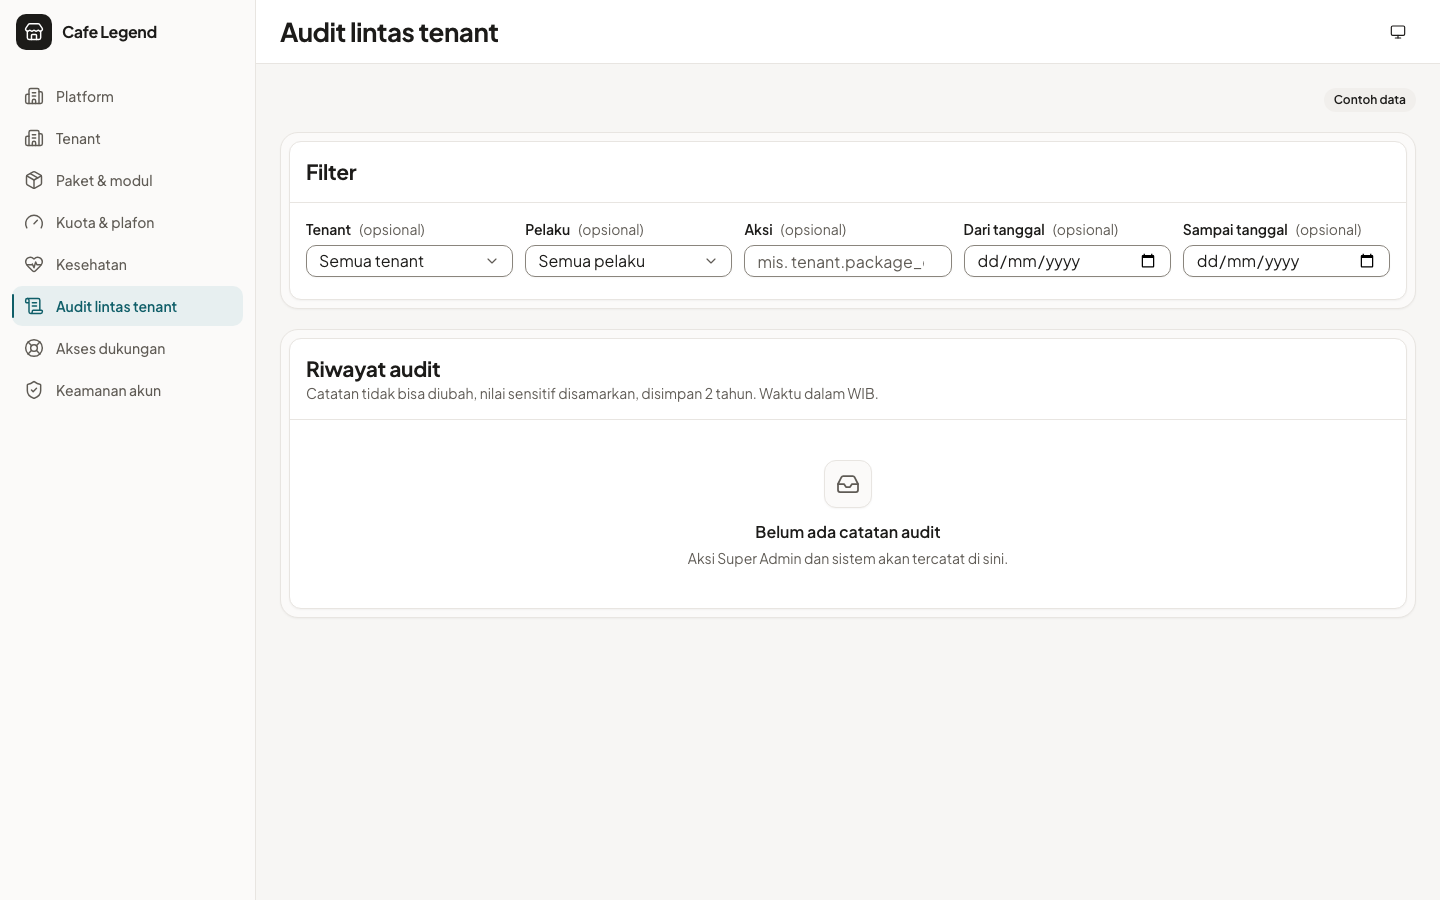 Cafe Legend
Audit lintas tenant
Platform
Tenant
Paket & modul
Kuota & plafon
Kesehatan
Audit lintas tenant
Akses dukungan
Keamanan akun
Contoh data
Filter
Tenant (opsional)
Semua tenant
Pelaku (opsional)
Semua pelaku
Aksi (opsional)
mis. tenant.package_
Dari tanggal (opsional)
dd/mm/yyyy
Sampai tanggal (opsional)
dd/mm/yyyy
Riwayat audit
Catatan tidak bisa diubah, nilai sensitif disamarkan, disimpan 2 tahun. Waktu dalam WIB.
Belum ada catatan audit
Aksi Super Admin dan sistem akan tercatat di sini.